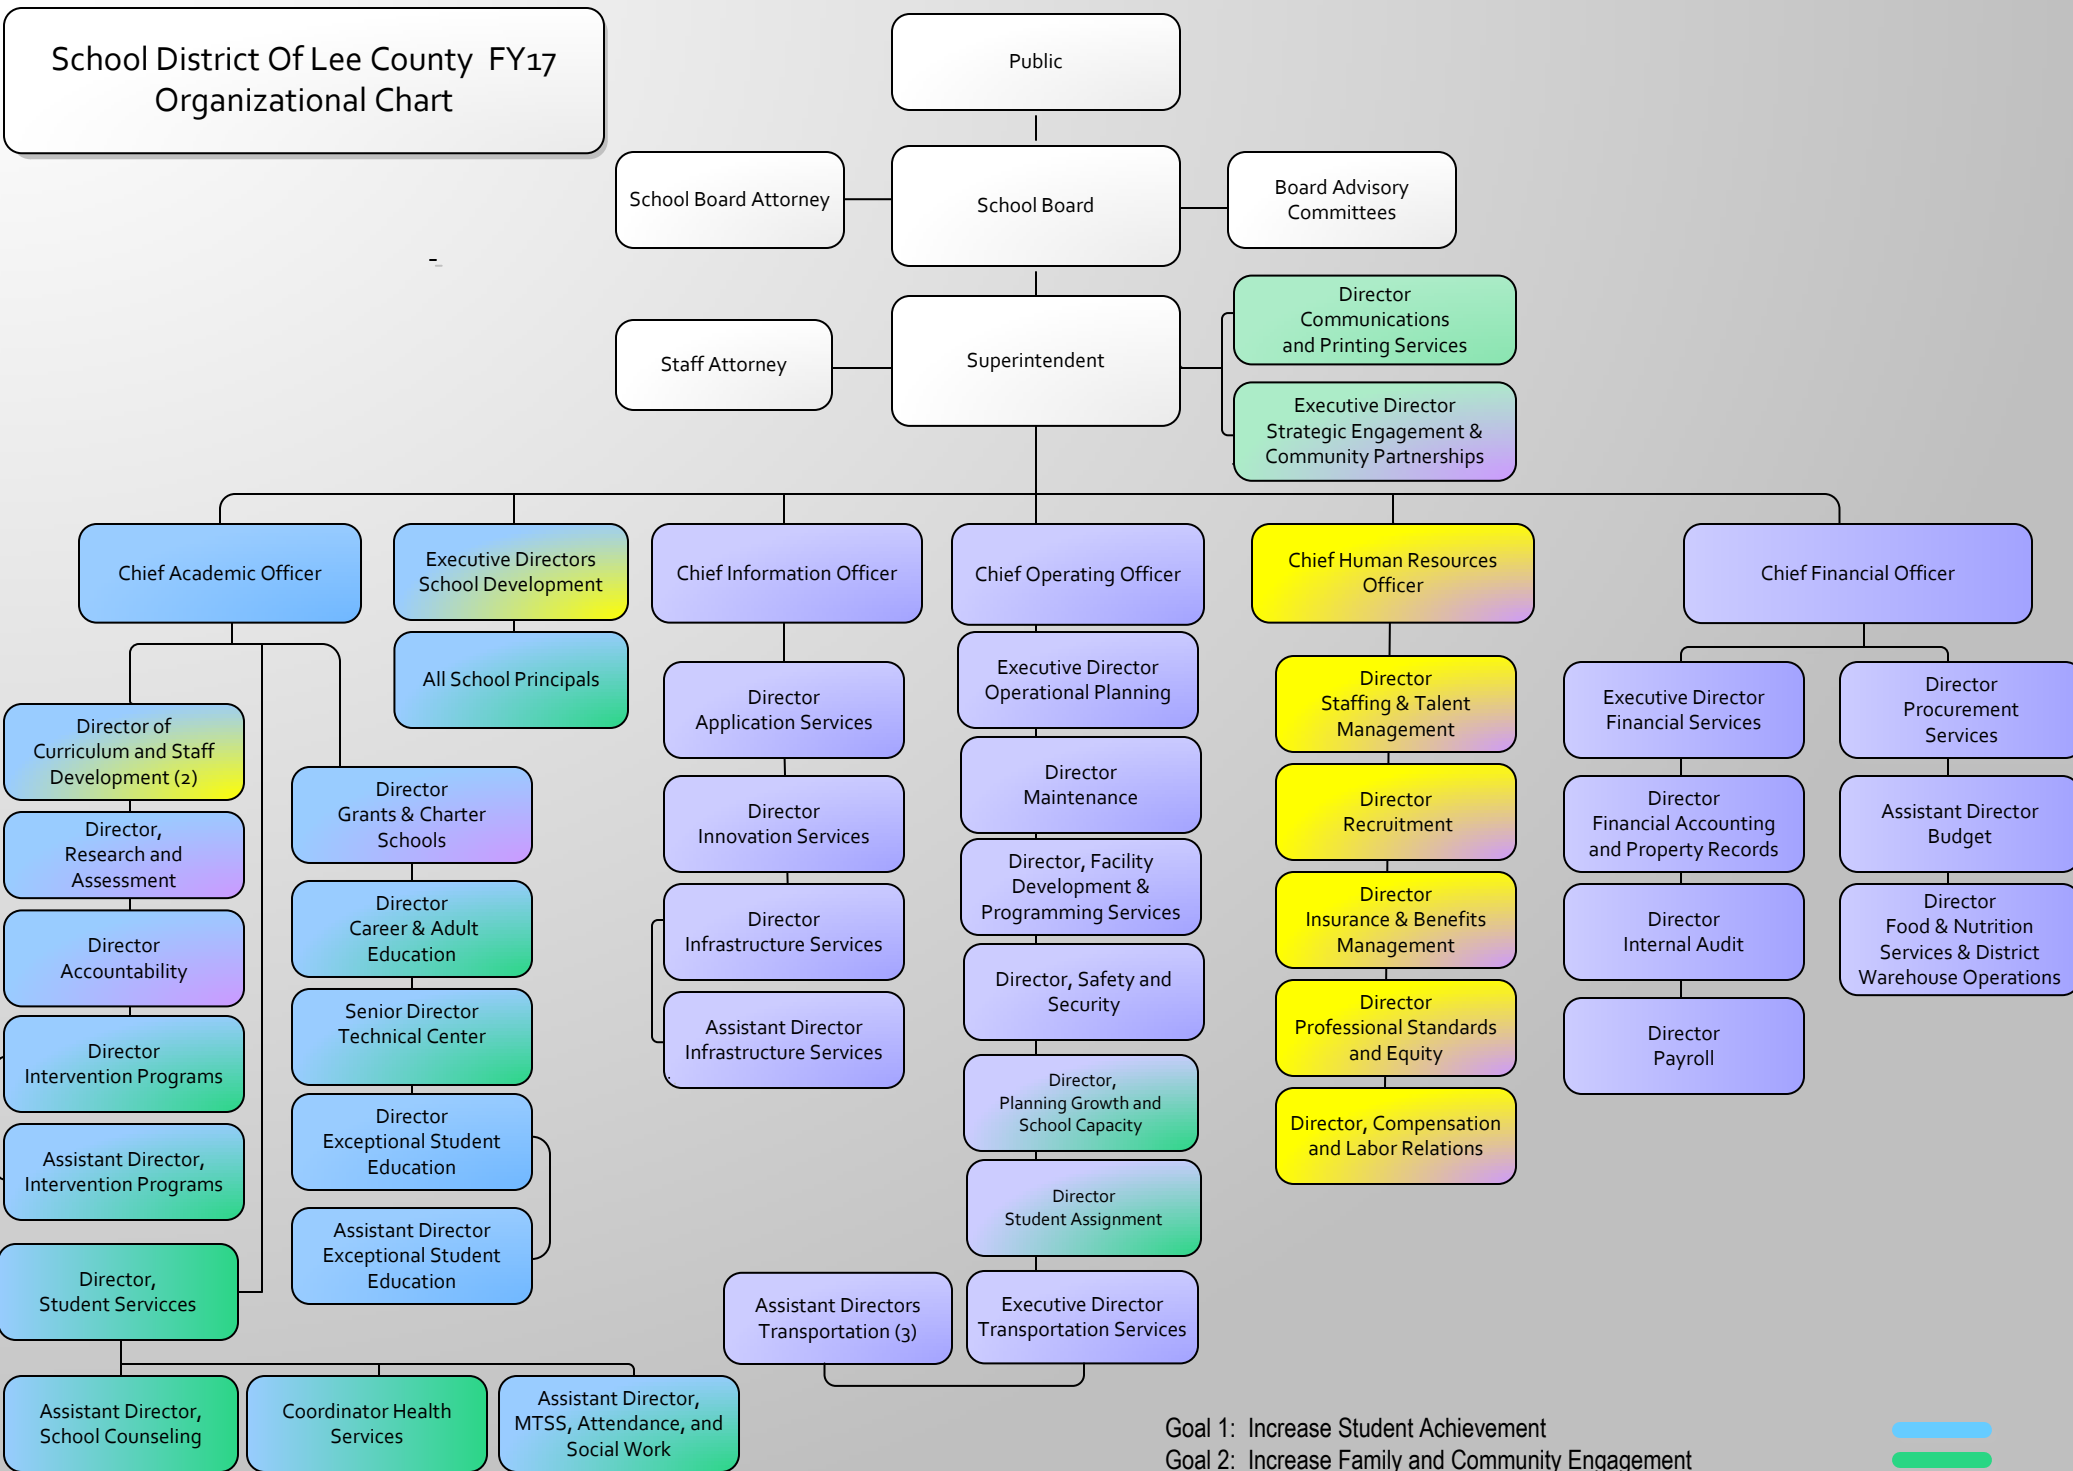 School District Of Lee County  FY17
Organizational Chart
Public
School Board Attorney
School Board
Board Advisory
Committees
-
Staff Attorney
Superintendent
Director
Communications
and Printing Services
Executive Director
Strategic Engagement &
Community Partnerships
Chief Academic Officer
Executive Directors
School Development
Chief Information Officer
Chief Operating Officer
Chief Human Resources
Officer
Chief Financial Officer
Director of
Curriculum and Staff
Development (2)
Director,
Research and
Assessment
Director
Accountability
Director
Intervention Programs
Assistant Director,
Intervention Programs
Director,
Student Servicces
Assistant Director,
School Counseling
Coordinator Health
Services
Assistant Director,
MTSS, Attendance, and
Social Work
Director
Grants & Charter
Schools
Director
Career & Adult
Education
Senior Director
Technical Center
Director
Exceptional Student
Education
Assistant Director
Exceptional Student
Education
All School Principals
Director
Application Services
Director
Innovation Services
Director
Infrastructure Services
Assistant Director
Infrastructure Services
Executive Director
Operational Planning
Director
Maintenance
Director, Facility
Development &
Programming Services
Director, Safety and
Security
Director,
Planning Growth and
School Capacity
Director
Student Assignment
Assistant Directors
Transportation (3)
Executive Director
Transportation Services
Director
Staffing & Talent
Management
Director
Recruitment
Director
Insurance & Benefits
Management
Director
Professional Standards
and Equity
Director, Compensation
and Labor Relations
Executive Director
Financial Services
Director
Financial Accounting
and Property Records
Director
Internal Audit
Director
Payroll
Director
Procurement
Services
Assistant Director
Budget
Director
Food & Nutrition
Services & District
Warehouse Operations
Goal 1:  Increase Student Achievement
Goal 2:  Increase Family and Community Engagement